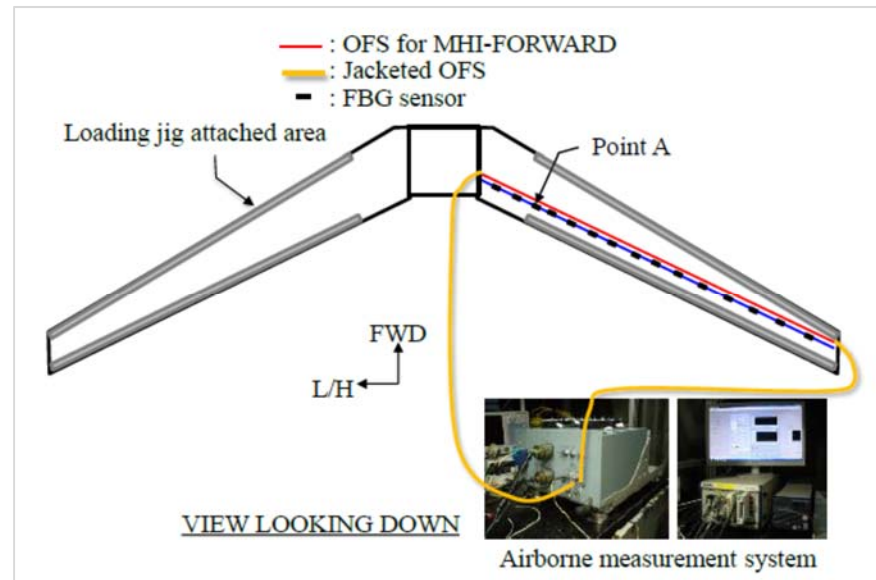 : OFS for MHI-FORWARD
: Jacketed OFS
: FBG sensor
Loading jig attached area
Point A
FWD
L/H
VIEW LOOKING DOWN
Airborne measurement system